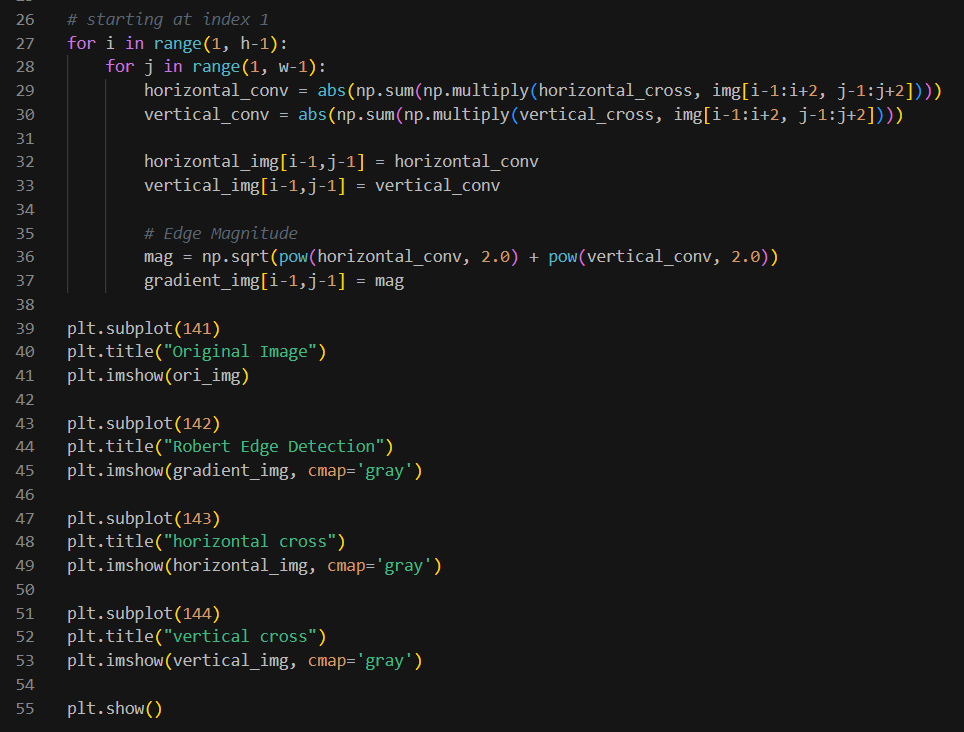 26 # starting at index 1
27 for i in range(1, h-1):
28     for j in range(1, w-1):
29         horizontal_conv = abs(np.sum(np.multiply(horizontal_cross, img[i-1:i+2, j-1:j+2])))
30         vertical_conv = abs(np.sum(np.multiply(vertical_cross, img[i-1:i+2, j-1:j+2])))
31
32         horizontal_img[i-1,j-1] = horizontal_conv
33         vertical_img[i-1,j-1] = vertical_conv
34
35         # Edge Magnitude
36         mag = np.sqrt(pow(horizontal_conv, 2.0) + pow(vertical_conv, 2.0))
37         gradient_img[i-1,j-1] = mag
38
39 plt.subplot(141)
40 plt.title("Original Image")
41 plt.imshow(ori_img)
42
43 plt.subplot(142)
44 plt.title("Robert Edge Detection")
45 plt.imshow(gradient_img, cmap='gray')
46
47 plt.subplot(143)
48 plt.title("horizontal cross")
49 plt.imshow(horizontal_img, cmap='gray')
50
51 plt.subplot(144)
52 plt.title("vertical cross")
53 plt.imshow(vertical_img, cmap='gray')
54
55 plt.show()